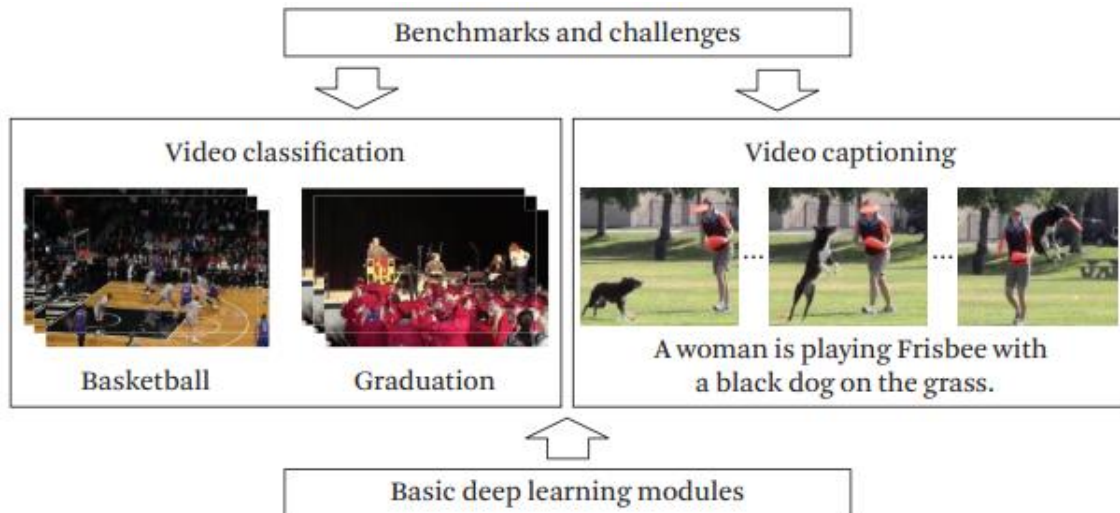 Benchmarks and challenges
Video classification
Basketball
Graduation
Video captioning
... ...
A woman is playing Frisbee with
a black dog on the grass.
Basic deep learning modules